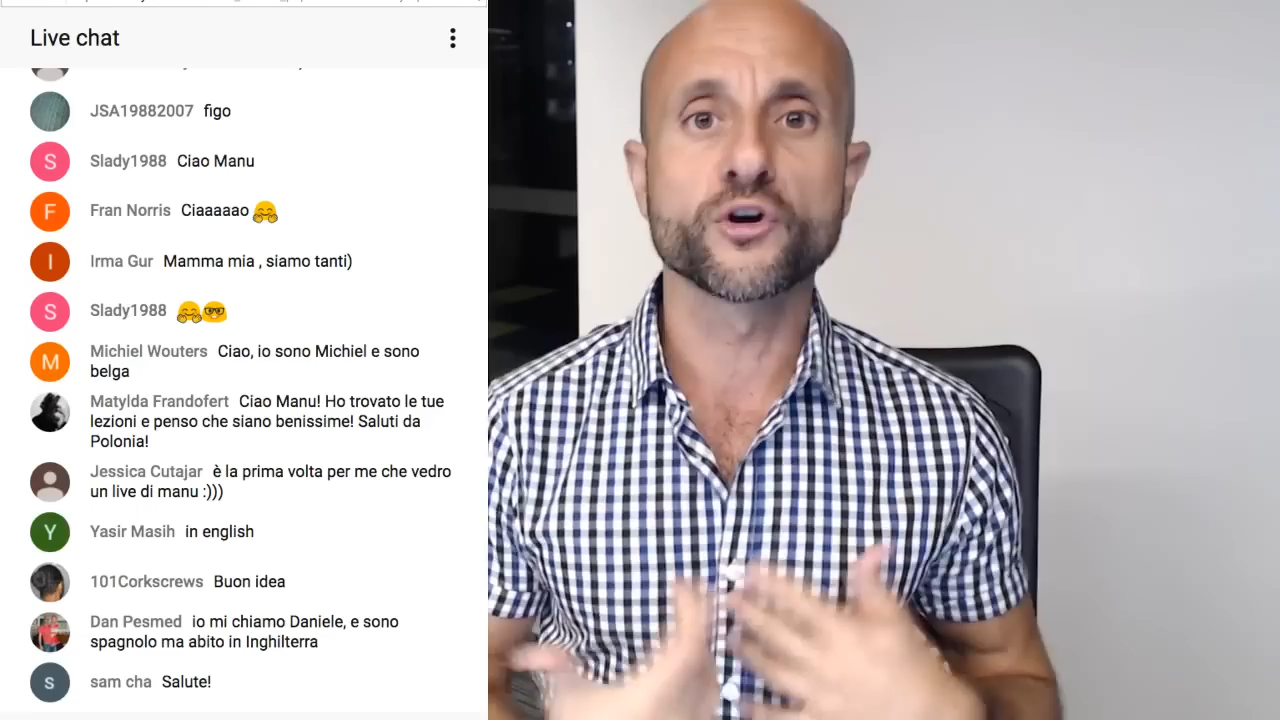 Live chat
JSA19882007 figo
Slady1988 Ciao Manu
Fran Norris Ciaaaaao 🤗
Irma Gur Mamma mia , siamo tanti)
Slady1988 🤗🤓
Michiel Wouters Ciao, io sono Michiel e sono
belga
Matylda Frandofert Ciao Manu! Ho trovato le tue
lezioni e penso che siano benissime! Saluti da
Polonia!
Jessica Cutajar è la prima volta per me che vedro
un live di manu :)))
Yasir Masih in english
101Corkscrews Buon idea
Dan Pesmed io mi chiamo Daniele, e sono
spagnolo ma abito in Inghilterra
sam cha Salute!